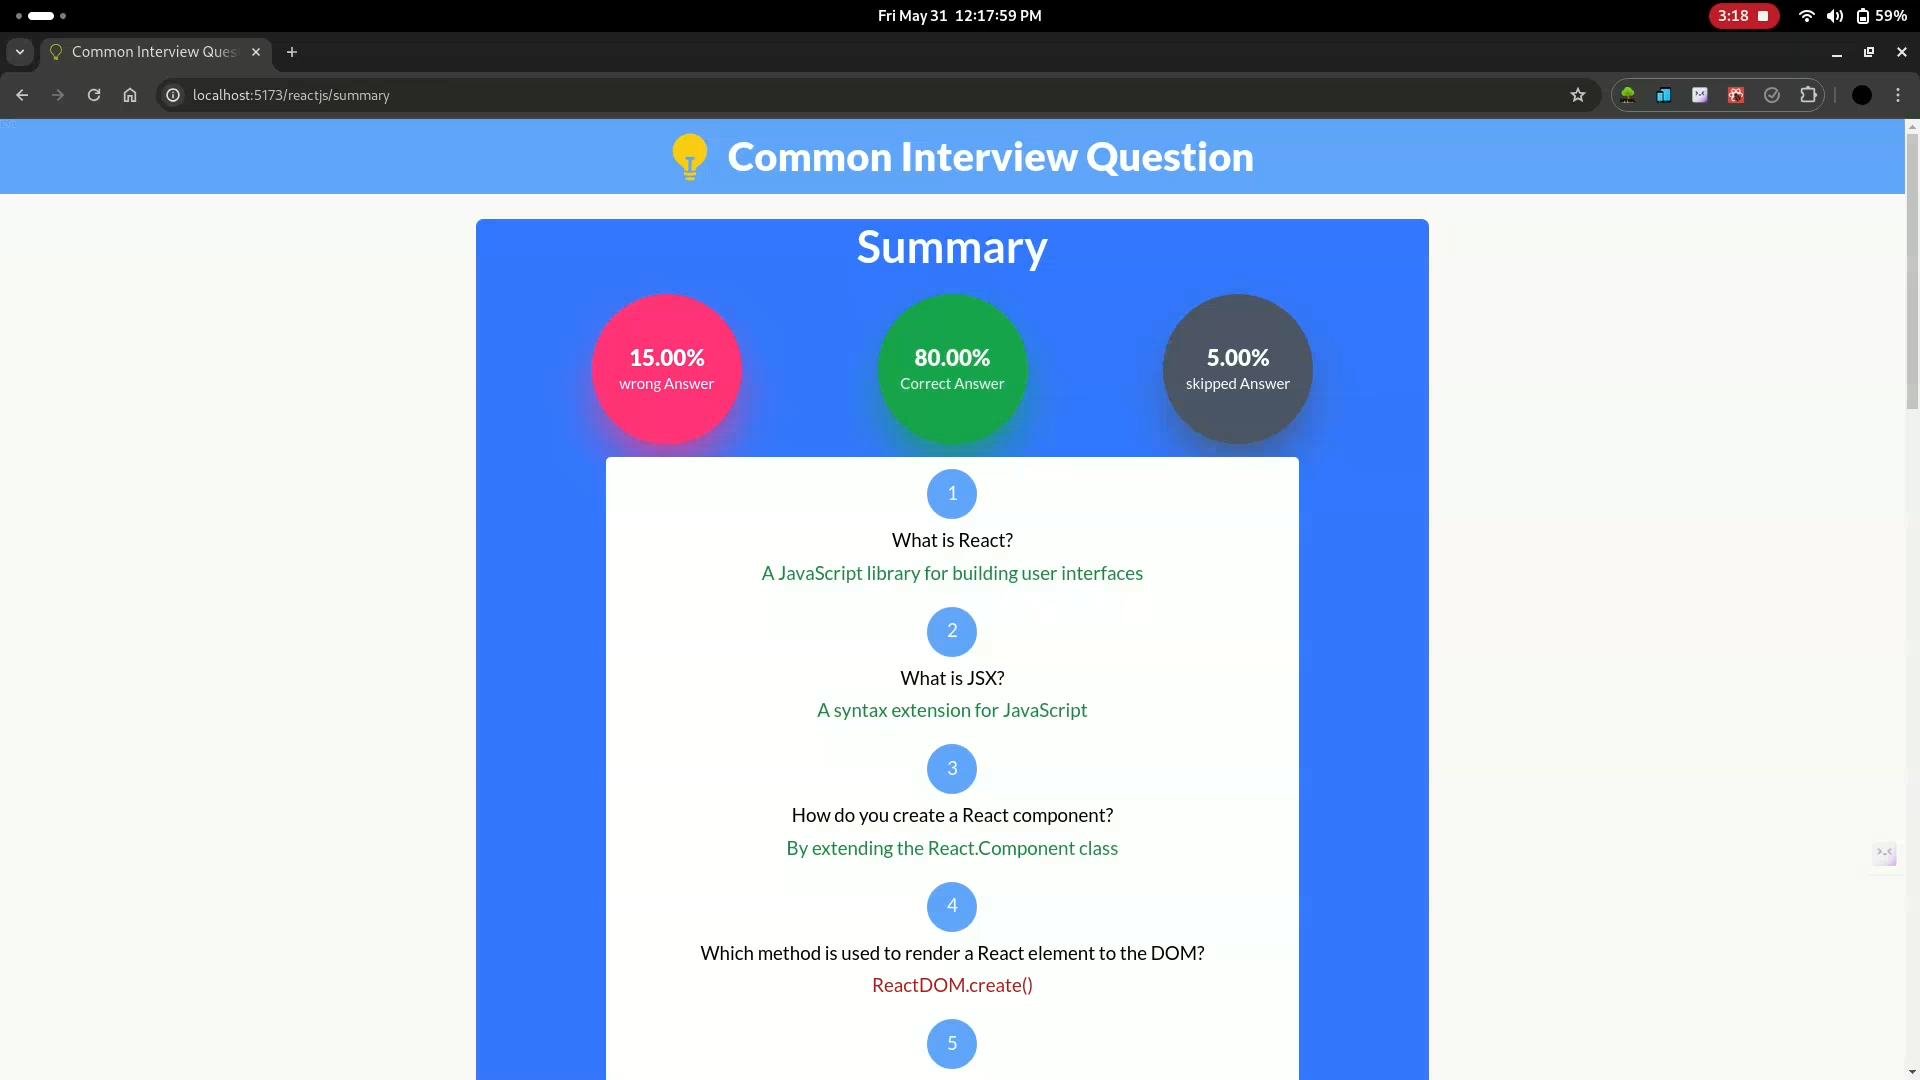 Fri May 31 12:17:59 PM
3:18
59%
Common Interview Ques
localhost:5173/reactjs/summary
Common Interview Question
Summary
15.00%
wrong Answer
80.00%
Correct Answer
5.00%
skipped Answer
1
What is React?
A JavaScript library for building user interfaces
2
What is JSX?
A syntax extension for JavaScript
3
How do you create a React component?
By extending the React.Component class
4
Which method is used to render a React element to the DOM?
ReactDOM.create()
5